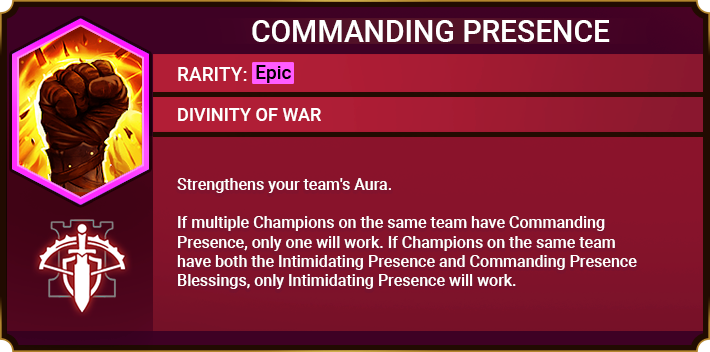 COMMANDING PRESENCE
RARITY: Epic
DIVINITY OF WAR
Strengthens your team's Aura.
If multiple Champions on the same team have Commanding
Presence, only one will work. If Champions on the same team
have both the Intimidating Presence and Commanding Presence
Blessings, only Intimidating Presence will work.